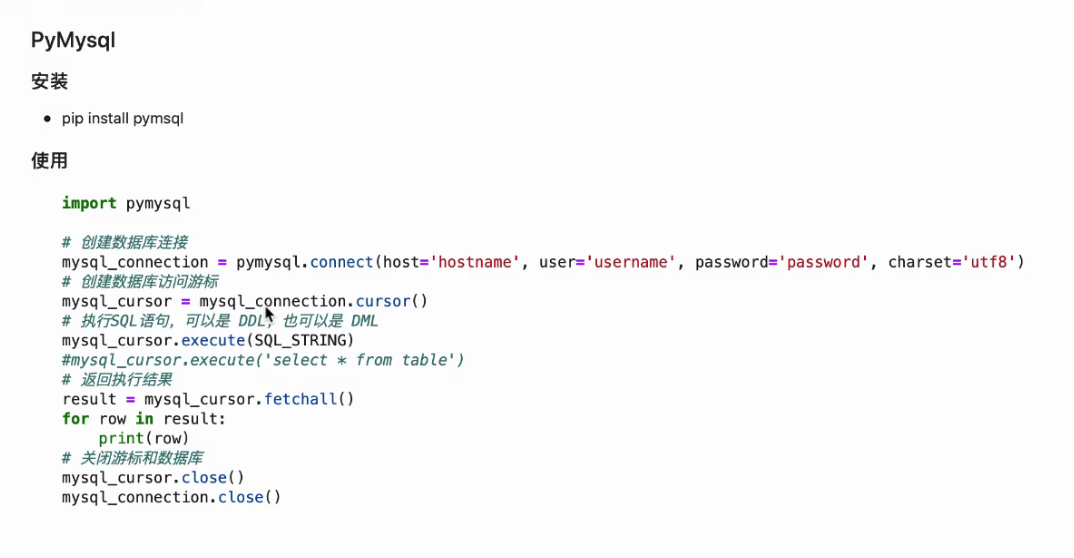 PyMysql
安装
• pip install pymsql
使用
import pymysql
# 创建数据库连接
mysql_connection = pymysql.connect(host='hostname', user='username', password='password', charset='utf8')
# 创建数据库访问游标
mysql_cursor = mysql_connection.cursor()
# 执行SQL语句, 可以是 DDL, 也可以是 DML
mysql_cursor.execute(SQL_STRING)
#mysql_cursor.execute('select * from table')
# 返回执行结果
result = mysql_cursor.fetchall()
for row in result:
    print(row)
# 关闭游标和数据库
mysql_cursor.close()
mysql_connection.close()